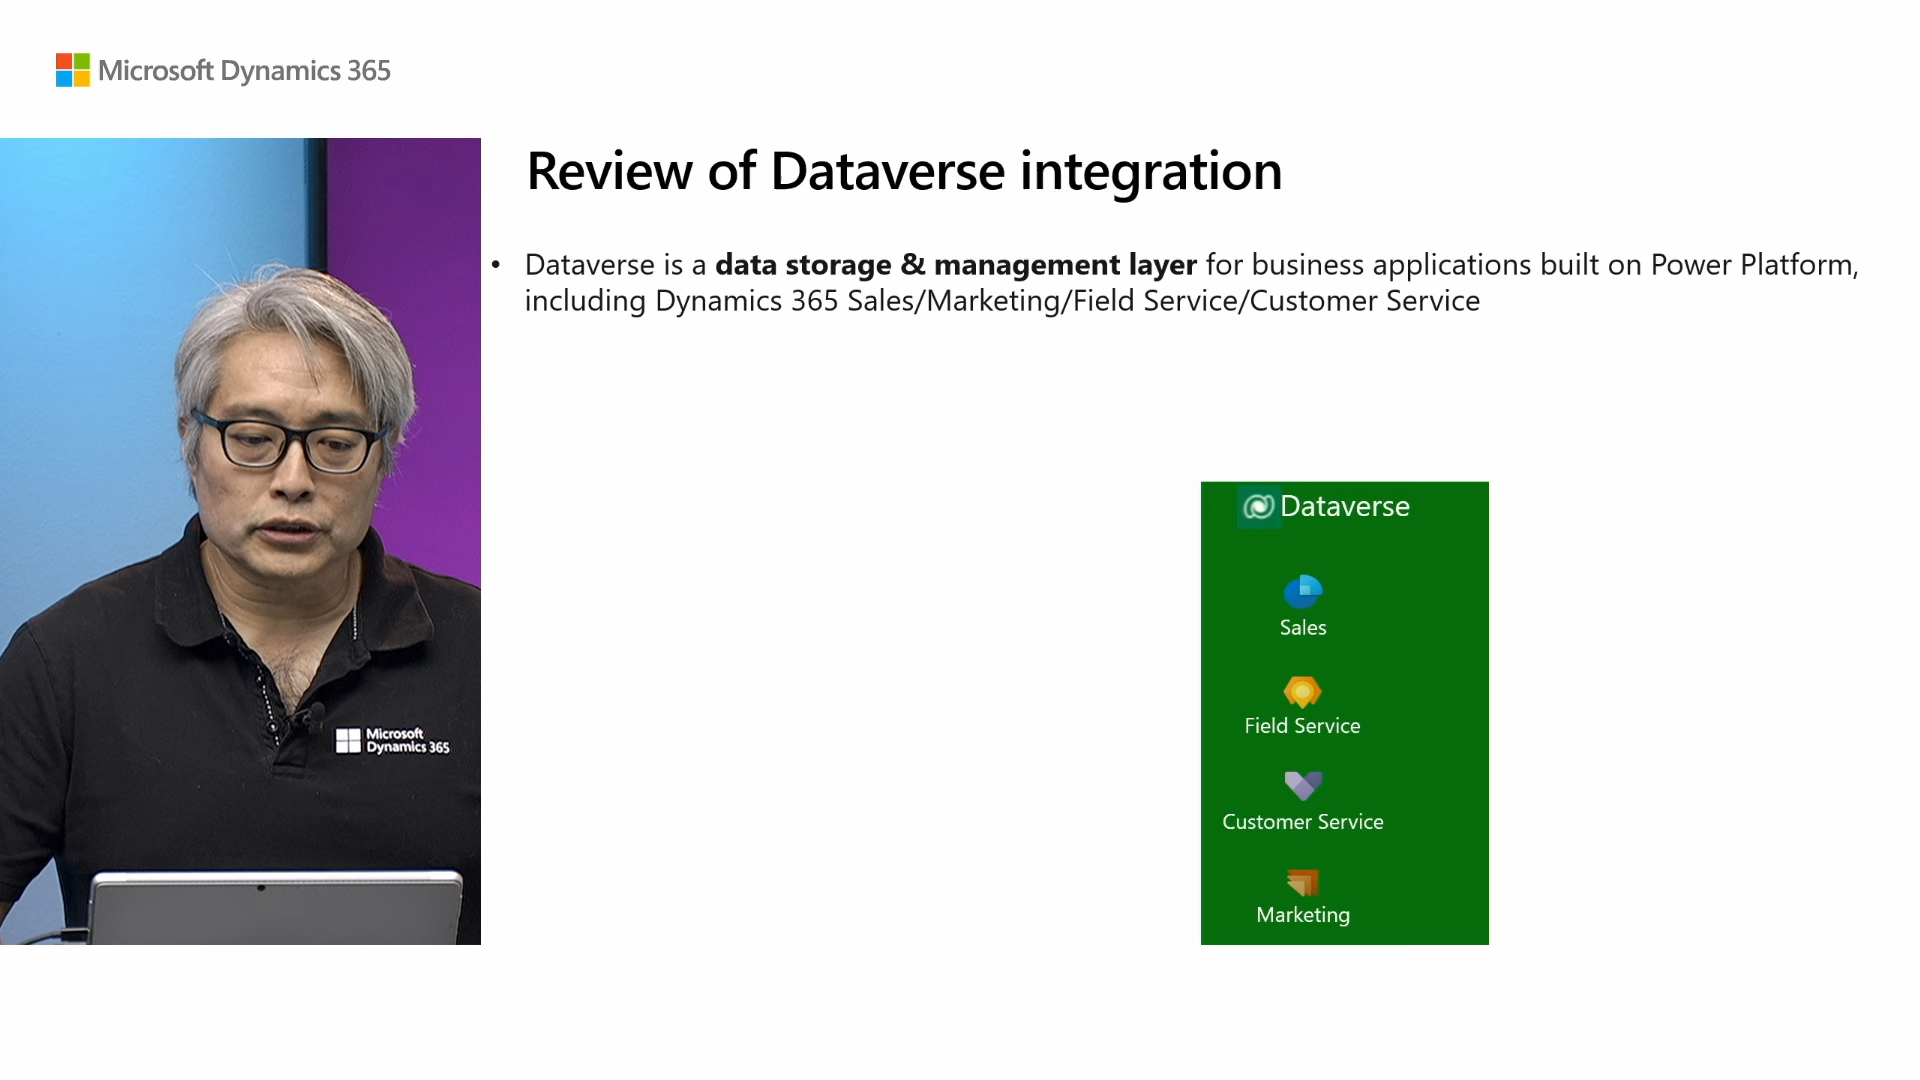 Microsoft Dynamics 365
Review of Dataverse integration
• Dataverse is a data storage & management layer for business applications built on Power Platform,
including Dynamics 365 Sales/Marketing/Field Service/Customer Service
Dataverse
Sales
Field Service
Customer Service
Marketing
Microsoft
Dynamics 365